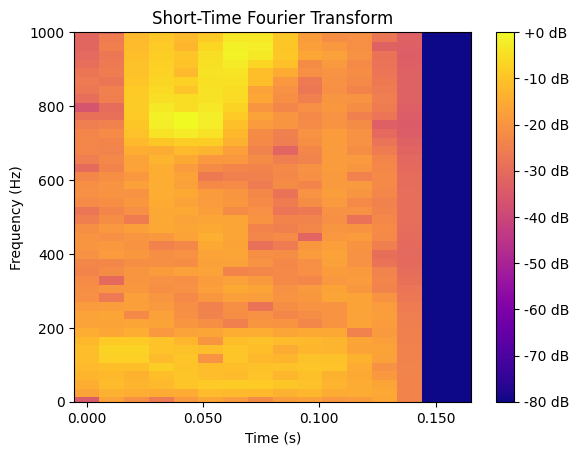 Short-Time Fourier Transform
1000
800
600
400
200
0
Frequency (Hz)
0.000
0.050
0.100
0.150
Time (s)
+0 dB
-10 dB
-20 dB
-30 dB
-40 dB
-50 dB
-60 dB
-70 dB
-80 dB